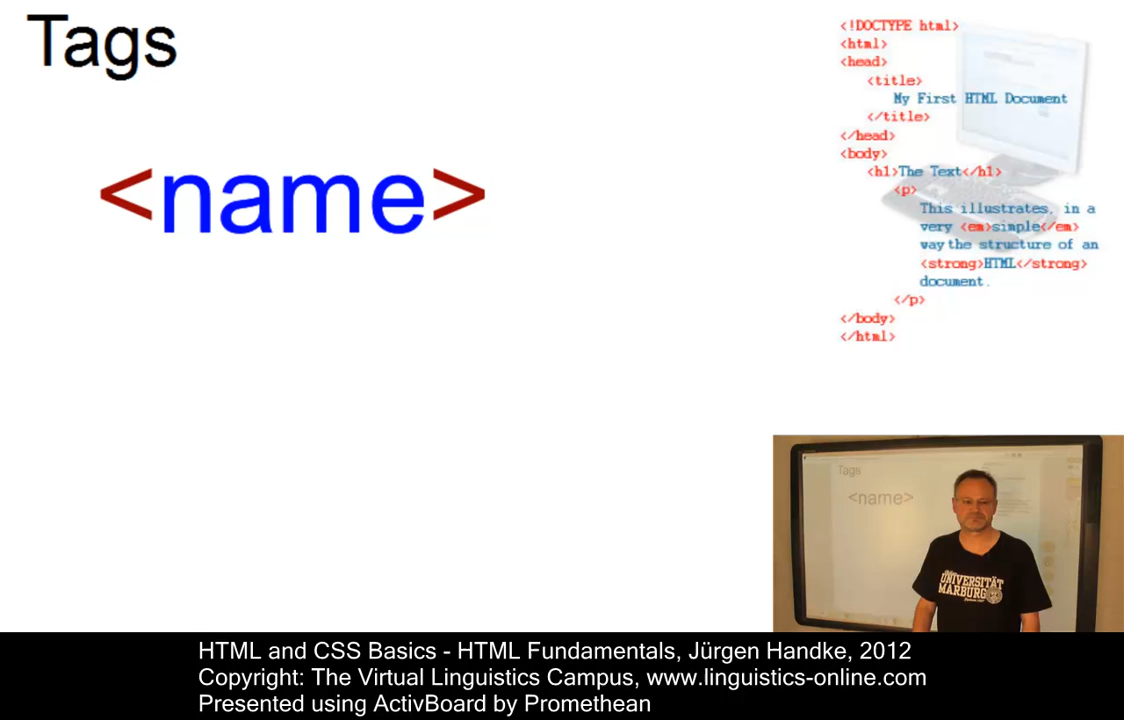 Tags
<name>
<!DOCTYPE html>
<html>
<head>
<title>
My First HTML Document
</title>
</head>
<body>
<h1>The Text</h1>
<p>
This illustrates, in a
very <em>simple</em>
way the structure of an
<strong>HTML</strong>
document.
</p>
</body>
</html>
Tags
<name>
UNIVERSITÄT
MARBURG
HTML and CSS Basics - HTML Fundamentals, Jürgen Handke, 2012
Copyright: The Virtual Linguistics Campus, www.linguistics-online.com
Presented using ActivBoard by Promethean